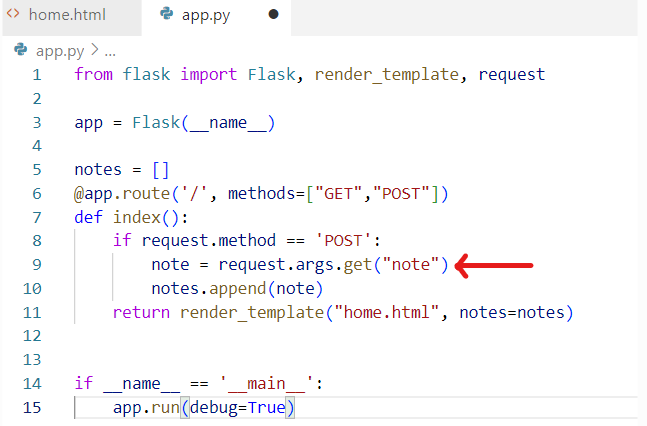 home.html app.py
app.py > ...
1 from flask import Flask, render_template, request
2
3 app = Flask(__name__)
4
5 notes = []
6 @app.route('/', methods=["GET","POST"])
7 def index():
8     if request.method == 'POST':
9         note = request.args.get("note")
10         notes.append(note)
11     return render_template("home.html", notes=notes)
12
13
14 if __name__ == '__main__':
15     app.run(debug=True)